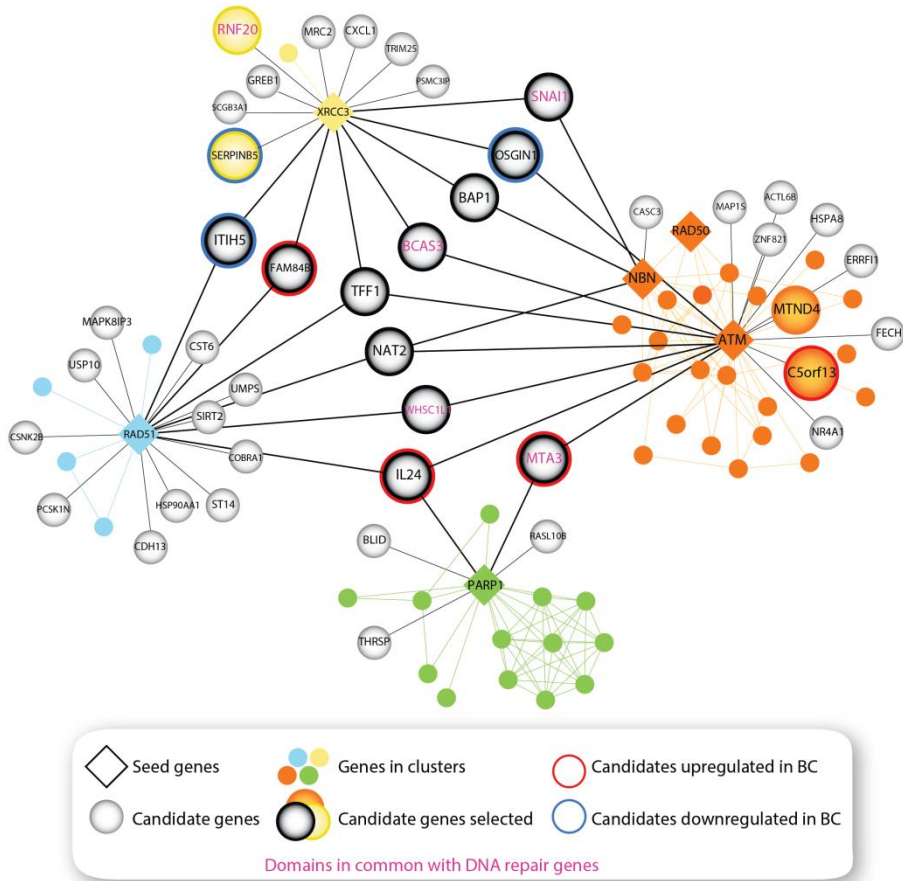 RNF20
MRC2
CXCL1
TRIM25
GREB1
PSMC3IP
SCGB3A1
XRCC3
SNAI1
SERPINB5
OSGIN1
BAP1
CASC3
MAP1S
ACTL6B
RAD50
ZNF821
HSPA8
ITIH5
BCAS3
FAM84B
ERRFI1
NBN
TFF1
MTND4
MAPK8IP3
ATM
FECH
CST6
NAT2
USP10
C5orf13
UMPS
WHSC1L1
SIRT2
CSNK2B
RAD51
NR4A1
COBRA1
IL24
MTA3
PCSK1N
HSP90AA1
ST14
CDH13
BLID
RASL10B
PARP1
THRSP
Seed genes
Genes in clusters
Candidates upregulated in BC
Candidate genes
Candidate genes selected
Candidates downregulated in BC
Domains in common with DNA repair genes